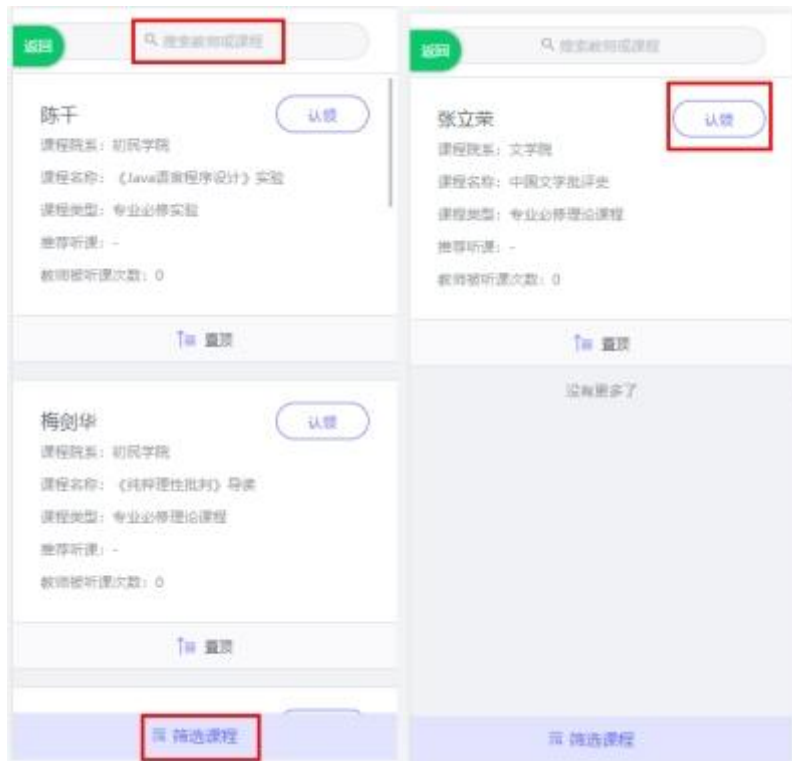 返回
搜索教师或课程
陈千
认领
课程院系：初民学院
课程名称：《Java语言程序设计》实验
课程类型：专业必修实验
推荐听课：-
教师被听课次数：0
置顶
梅剑华
认领
课程院系：初民学院
课程名称：《纯粹理性批判》导读
课程类型：专业必修理论课程
推荐听课：-
教师被听课次数：0
置顶
筛选课程
返回
搜索教师或课程
张立荣
认领
课程院系：文学院
课程名称：中国文学批评史
课程类型：专业必修理论课程
推荐听课：-
教师被听课次数：0
置顶
没有更多了
筛选课程